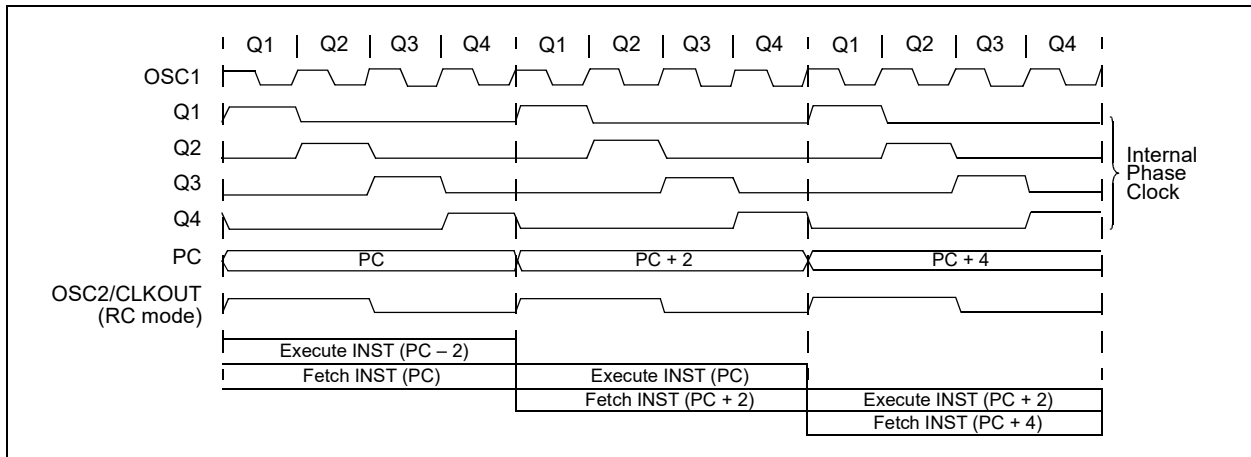 Q1 Q2 Q3 Q4 Q1 Q2 Q3 Q4 Q1 Q2 Q3 Q4
OSC1
Q1
Q2
Q3
Q4
Internal
Phase
Clock
PC
PC
PC + 2
PC + 4
OSC2/CLKOUT
(RC mode)
Execute INST (PC – 2)
Fetch INST (PC)
Execute INST (PC)
Fetch INST (PC + 2)
Execute INST (PC + 2)
Fetch INST (PC + 4)